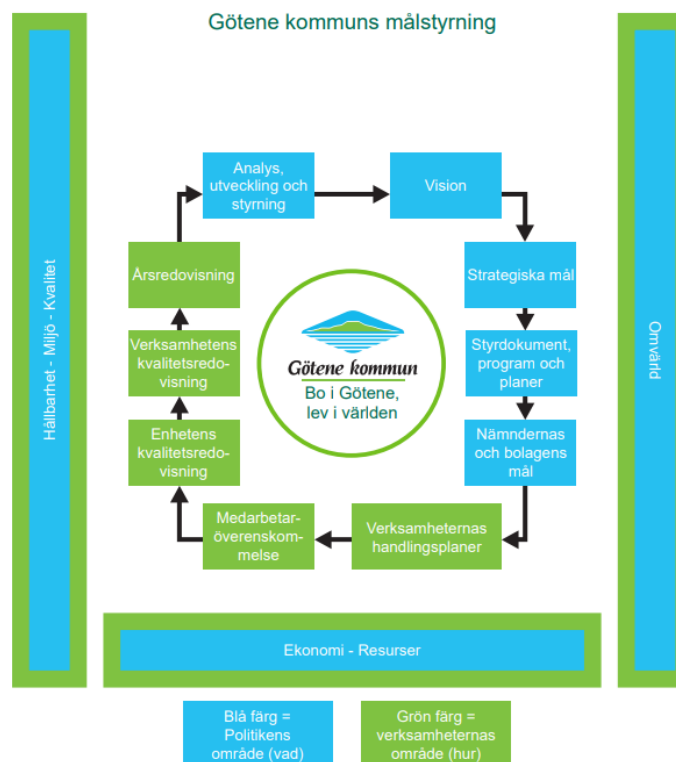 Götene kommuns målstyrning
Analys,
utveckling och
styrning
Vision
Årsredovisning
Strategiska mål
Verksamhetens
kvalitetsredo-
visning
Styrdokument,
program och
planer
Enhetens
kvalitetsredo-
visning
Nämndernas
och bolagens
mål
Medarbetar-
överenskom-
melse
Verksamheternas
handlingsplaner
Götene kommun
Bo i Götene,
lev i världen
Hållbarhet - Miljö - Kvalitet
Omvärld
Ekonomi - Resurser
Blå färg =
Politikens
område (vad)
Grön färg =
verksamheternas
område (hur)